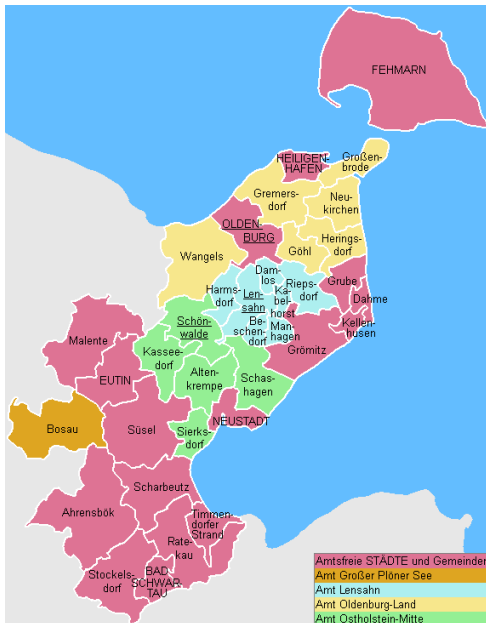 FEHMARN
HEILIGEN-
HAFEN
Großen-
brode
Gremers-
dorf
Neu-
kirchen
OLDEN-
BURG
Wangels
Göhl
Herings-
dorf
Dam-
los
Rieps-
dorf
Grube
Dahme
Harms-
dorf
Len-
sahn
Ka-
bel-
horst
Be-
schen-
dorf
Man-
hagen
Kellen-
husen
Grömitz
Schön-
walde
Malente
Kassee-
dorf
EUTIN
Alten-
krempe
Schas-
hagen
Bosau
Süsel
Sierks-
dorf
NEUSTADT
Scharbeutz
Ahrensbök
Timmen-
dorfer
Strand
Rate-
kau
Stockels-
dorf
BAD
SCHWAR-
TAU
Amtsfreie STÄDTE und Gemeinden
Amt Großer Plöner See
Amt Lensahn
Amt Oldenburg-Land
Amt Ostholstein-Mitte